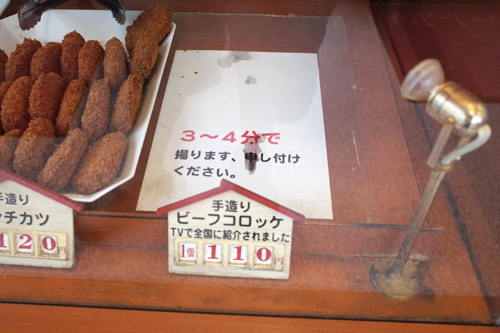 3～4分で
撮ります、申し付け
ください。
手造り
チカツ
120円
手造り
ビーフコロッケ
TVで全国に紹介されました
1個 110円